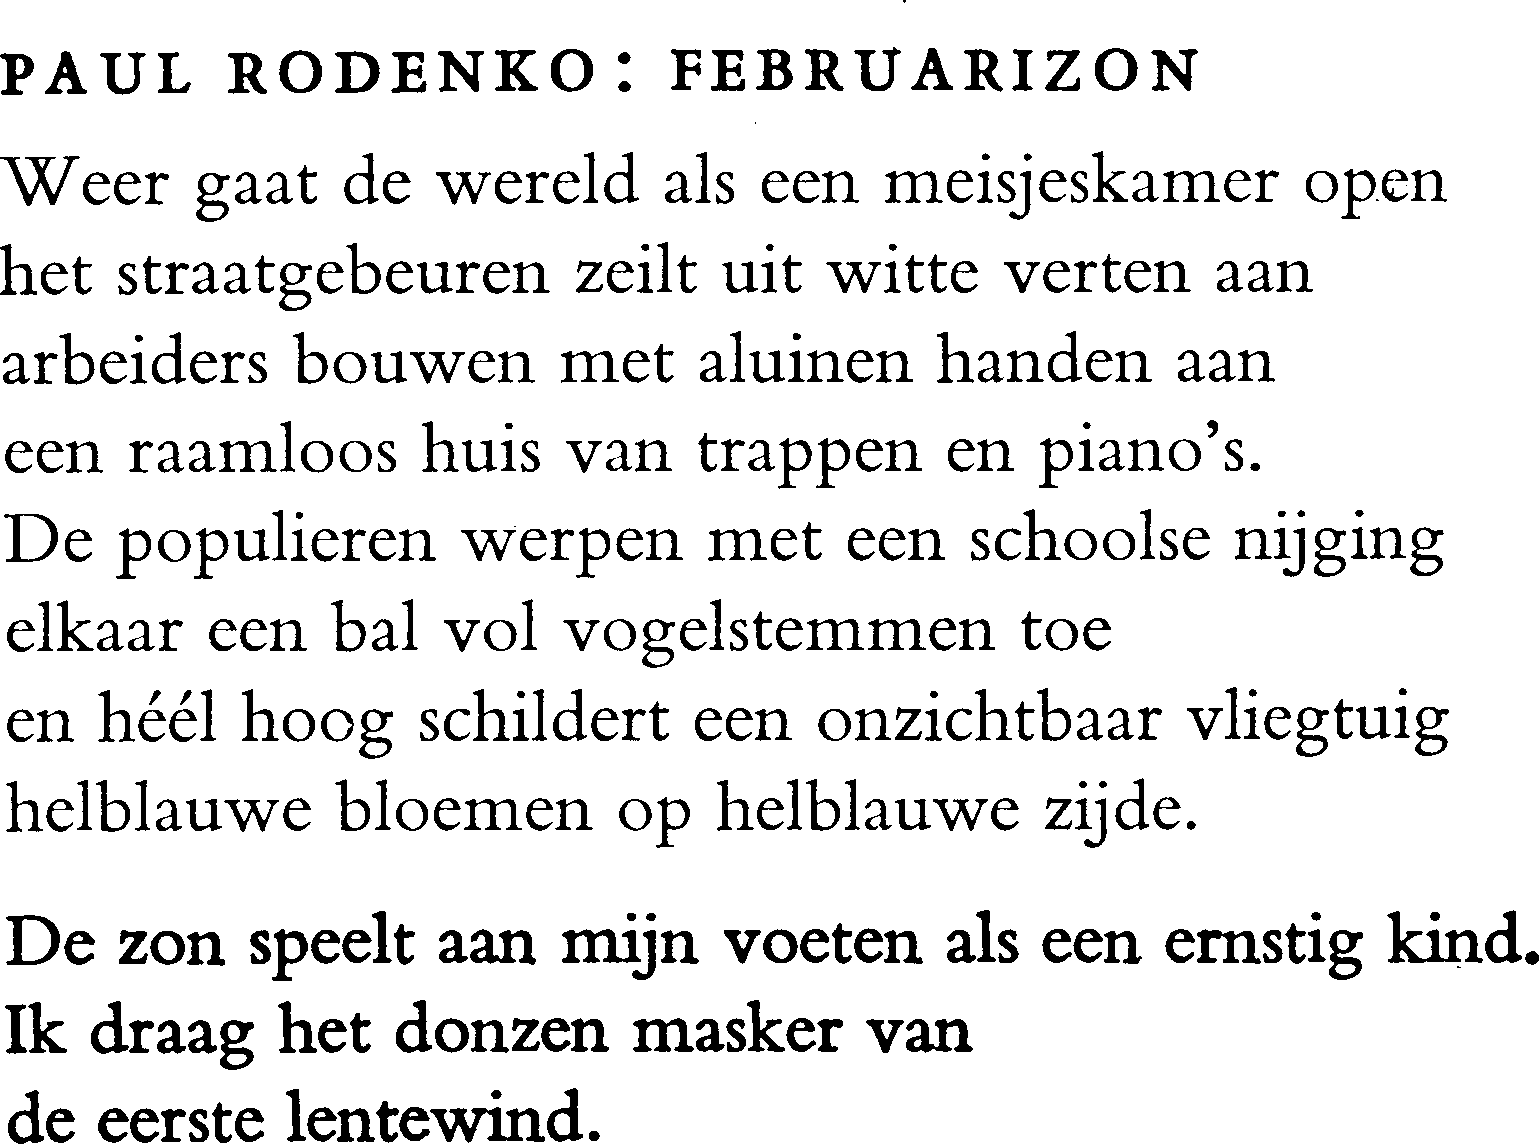 PAUL RODENKO: FEBRUARIZON
Weer gaat de wereld als een meisjeskamer open
het straatgebeuren zeilt uit witte verten aan
arbeiders bouwen met aluinen handen aan
een raamloos huis van trappen en piano's.
De populieren werpen met een schoolse nijging
elkaar een bal vol vogelstemmen toe
en héél hoog schildert een onzichtbaar vliegtuig
helblauwe bloemen op helblauwe zijde.
De zon speelt aan mijn voeten als een ernstig kind.
Ik draag het donzen masker van
de eerste lentewind.